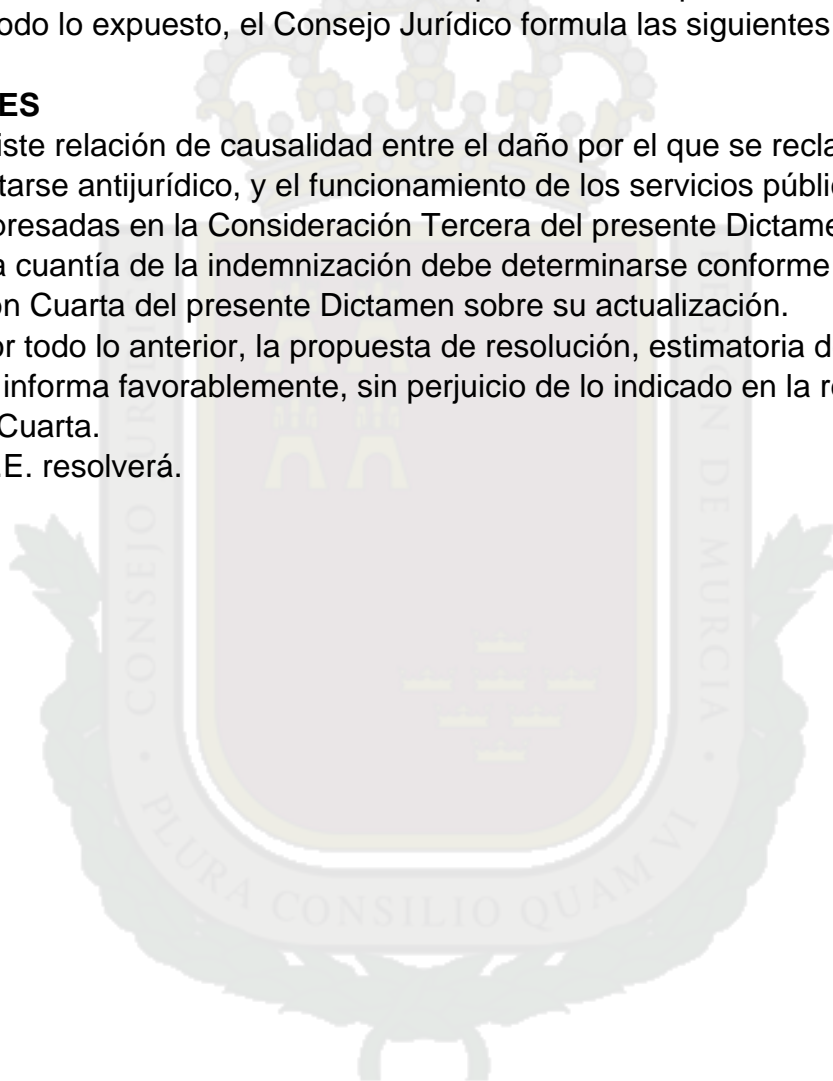 odo lo expuesto, el Consejo Jurídico formula las siguientes
ES
iste relación de causalidad entre el daño por el que se recla
tarse antijurídico, y el funcionamiento de los servicios públi
presadas en la Consideración Tercera del presente Dictame
a cuantía de la indemnización debe determinarse conforme
ón Cuarta del presente Dictamen sobre su actualización.
or todo lo anterior, la propuesta de resolución, estimatoria d
informa favorablemente, sin perjuicio de lo indicado en la re
Cuarta.
.E. resolverá.
CONSEJO JURÍDICO
REGIÓN DE MURCIA
PLURA CONSILIO QUAM VI